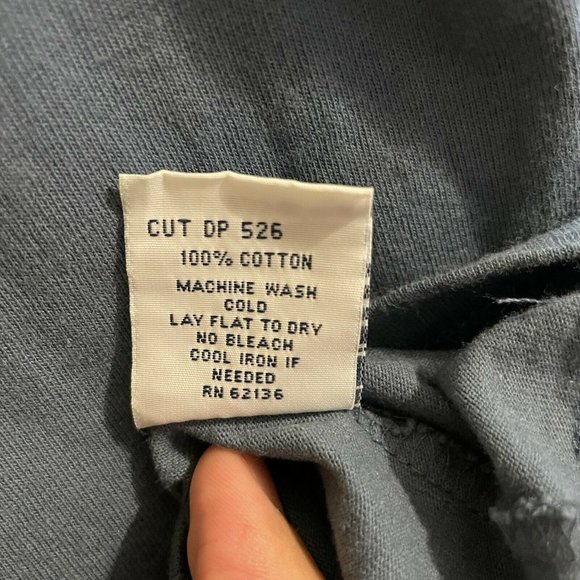 CUT DP 526
100% COTTON
MACHINE WASH
COLD
LAY FLAT TO DRY
NO BLEACH
COOL IRON IF
NEEDED
RN 62136